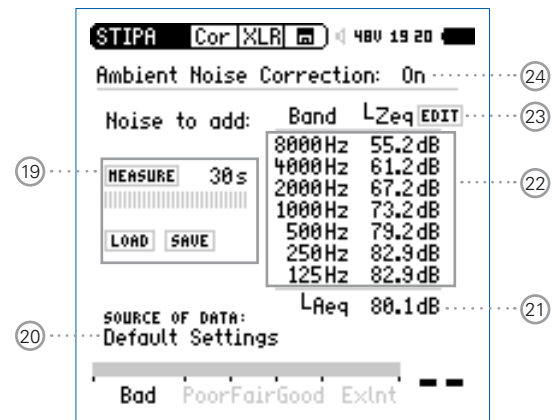 STIPA Cor XLR 48V 19 20
Ambient Noise Correction: On 24
Noise to add: Band LZeq EDIT 23
8000Hz 55.2dB
19 MEASURE 30s 4000Hz 61.2dB
2000Hz 67.2dB 22
1000Hz 73.2dB
LOAD SAVE 500Hz 79.2dB
250Hz 82.9dB
125Hz 82.9dB
LAeq 80.1dB 21
SOURCE OF DATA:
20 Default Settings
Bad Poor Fair Good Exlnt --